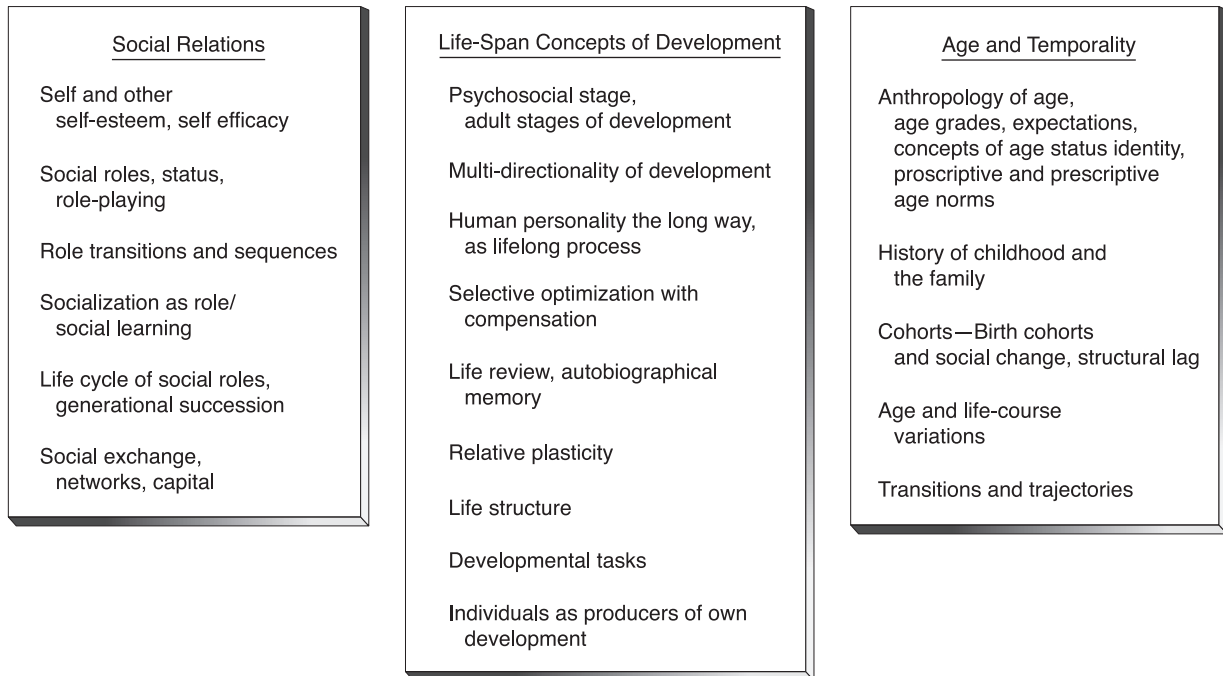 Social Relations
Self and other
self-esteem, self efficacy
Social roles, status,
role-playing
Role transitions and sequences
Socialization as role/
social learning
Life cycle of social roles,
generational succession
Social exchange,
networks, capital
Life-Span Concepts of Development
Psychosocial stage,
adult stages of development
Multi-directionality of development
Human personality the long way,
as lifelong process
Selective optimization with
compensation
Life review, autobiographical
memory
Relative plasticity
Life structure
Developmental tasks
Individuals as producers of own
development
Age and Temporality
Anthropology of age,
age grades, expectations,
concepts of age status identity,
proscriptive and prescriptive
age norms
History of childhood and
the family
Cohorts—Birth cohorts
and social change, structural lag
Age and life-course
variations
Transitions and trajectories